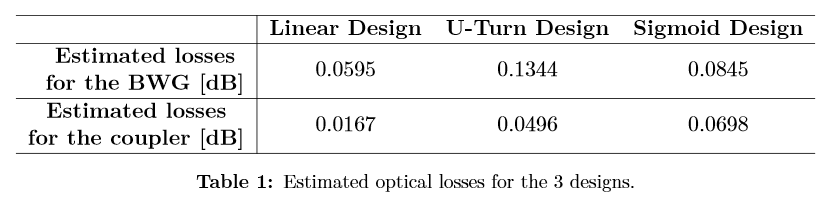 Linear Design U-Turn Design Sigmoid Design
Estimated losses
for the BWG [dB]
0.0595 0.1344 0.0845
Estimated losses
for the coupler [dB]
0.0167 0.0496 0.0698
Table 1: Estimated optical losses for the 3 designs.